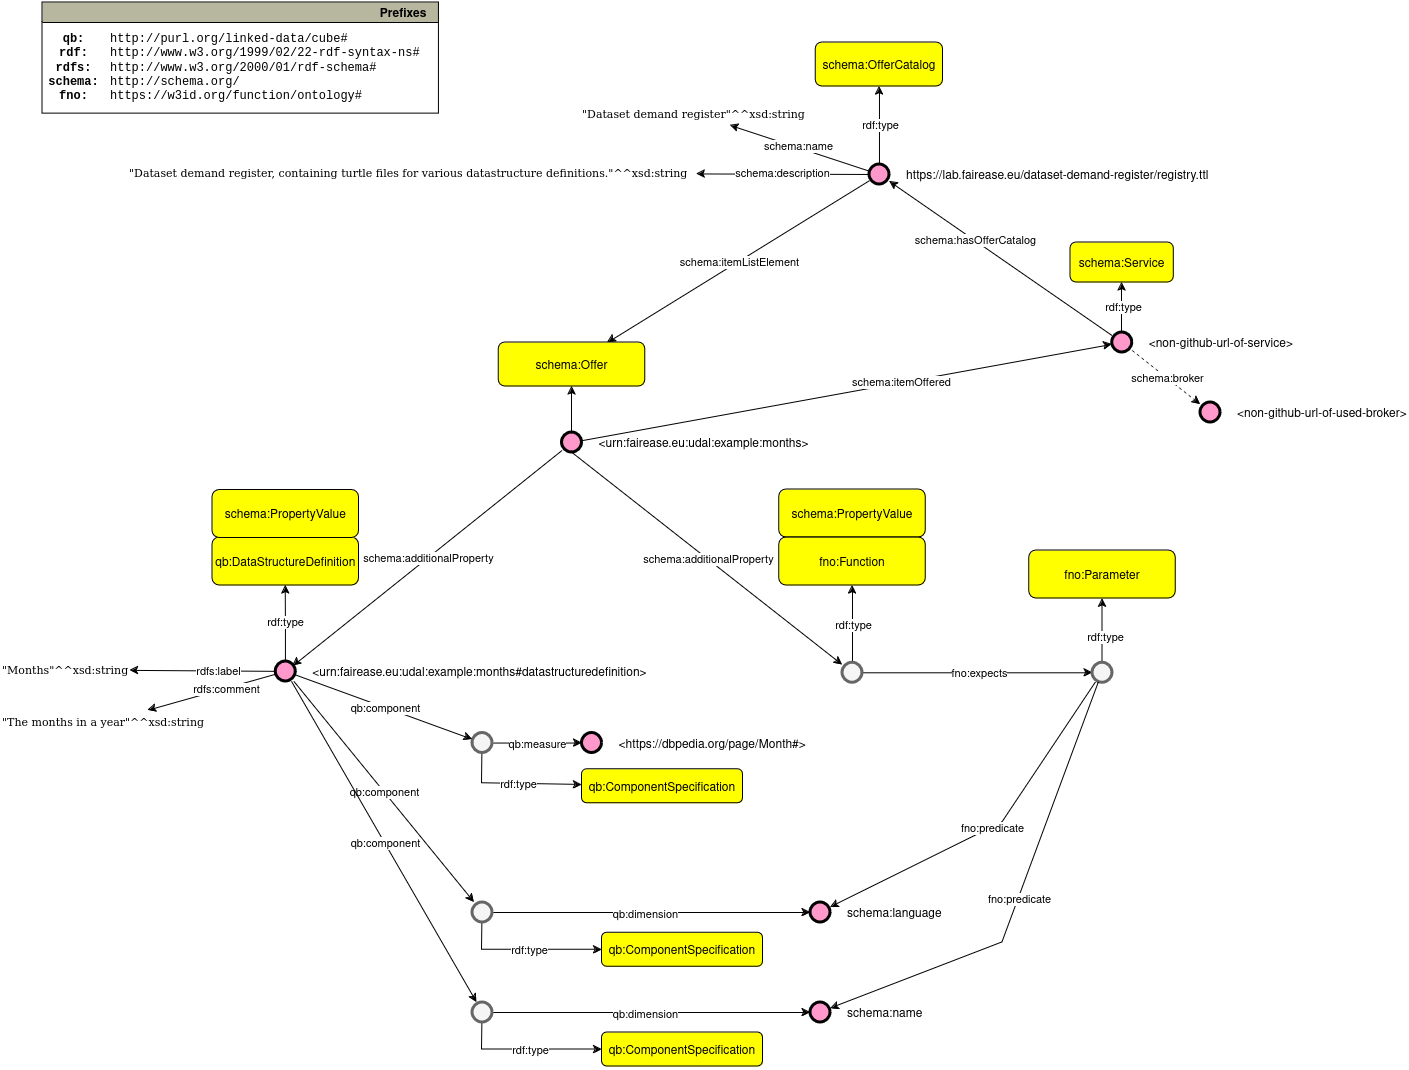 Prefixes
qb: http://purl.org/linked-data/cube#
rdf: http://www.w3.org/1999/02/22-rdf-syntax-ns#
rdfs: http://www.w3.org/2000/01/rdf-schema#
schema: http://schema.org/
fno: https://w3id.org/function/ontology#
schema:OfferCatalog
"Dataset demand register"^^xsd:string
rdf:type
schema:name
"Dataset demand register, containing turtle files for various datastructure definitions."^^xsd:string
schema:description
https://lab.fairease.eu/dataset-demand-register/registry.ttl
schema:hasOfferCatalog
schema:itemListElement
schema:Service
rdf:type
<non-github-url-of-service>
schema:Offer
schema:itemOffered
schema:broker
<non-github-url-of-used-broker>
<urn:fairease.eu:udal:example:months>
schema:PropertyValue
schema:PropertyValue
qb:DataStructureDefinition
schema:additionalProperty
schema:additionalProperty
fno:Function
fno:Parameter
rdf:type
rdf:type
rdf:type
"Months"^^xsd:string
rdfs:label
<urn:fairease.eu:udal:example:months#datastructuredefinition>
fno:expects
rdfs:comment
"The months in a year"^^xsd:string
qb:component
qb:measure
<https://dbpedia.org/page/Month#>
rdf:type
qb:ComponentSpecification
qb:component
fno:predicate
qb:component
fno:predicate
qb:dimension
schema:language
rdf:type
qb:ComponentSpecification
qb:dimension
schema:name
rdf:type
qb:ComponentSpecification